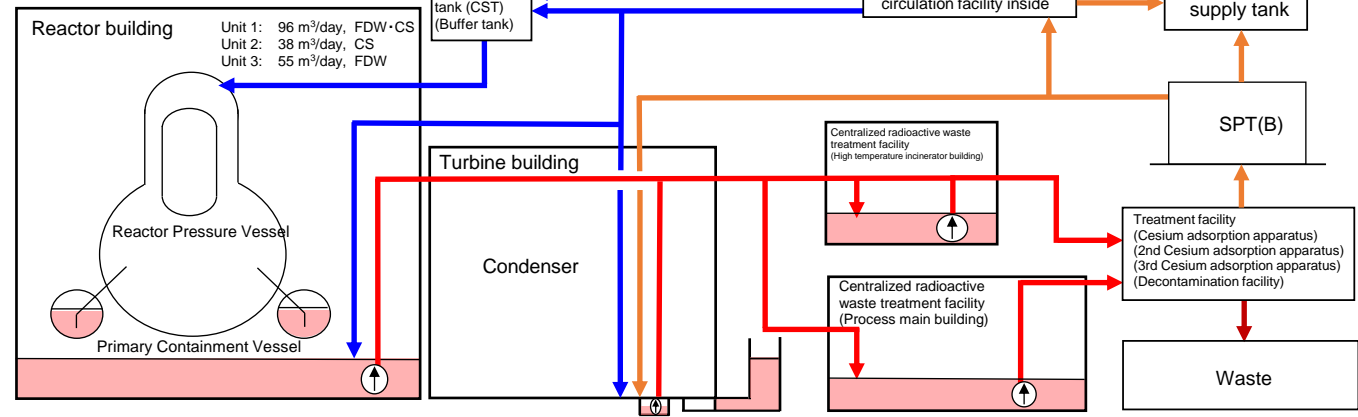 tank (CST)
(Buffer tank)
circulation facility inside
supply tank
Reactor building
Unit 1: 96 m³/day, FDW・CS
Unit 2: 38 m³/day, CS
Unit 3: 55 m³/day, FDW
SPT(B)
Centralized radioactive waste
treatment facility
(High temperature incinerator building)
Turbine building
Reactor Pressure Vessel
Condenser
Treatment facility
(Cesium adsorption apparatus)
(2nd Cesium adsorption apparatus)
(3rd Cesium adsorption apparatus)
(Decontamination facility)
Centralized radioactive
waste treatment facility
(Process main building)
Primary Containment Vessel
Waste